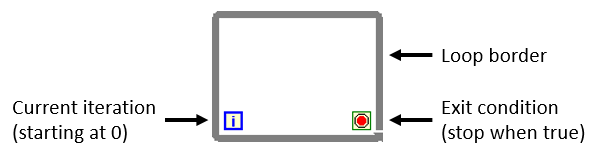 Loop border
Current iteration
(starting at 0)
i
Exit condition
(stop when true)